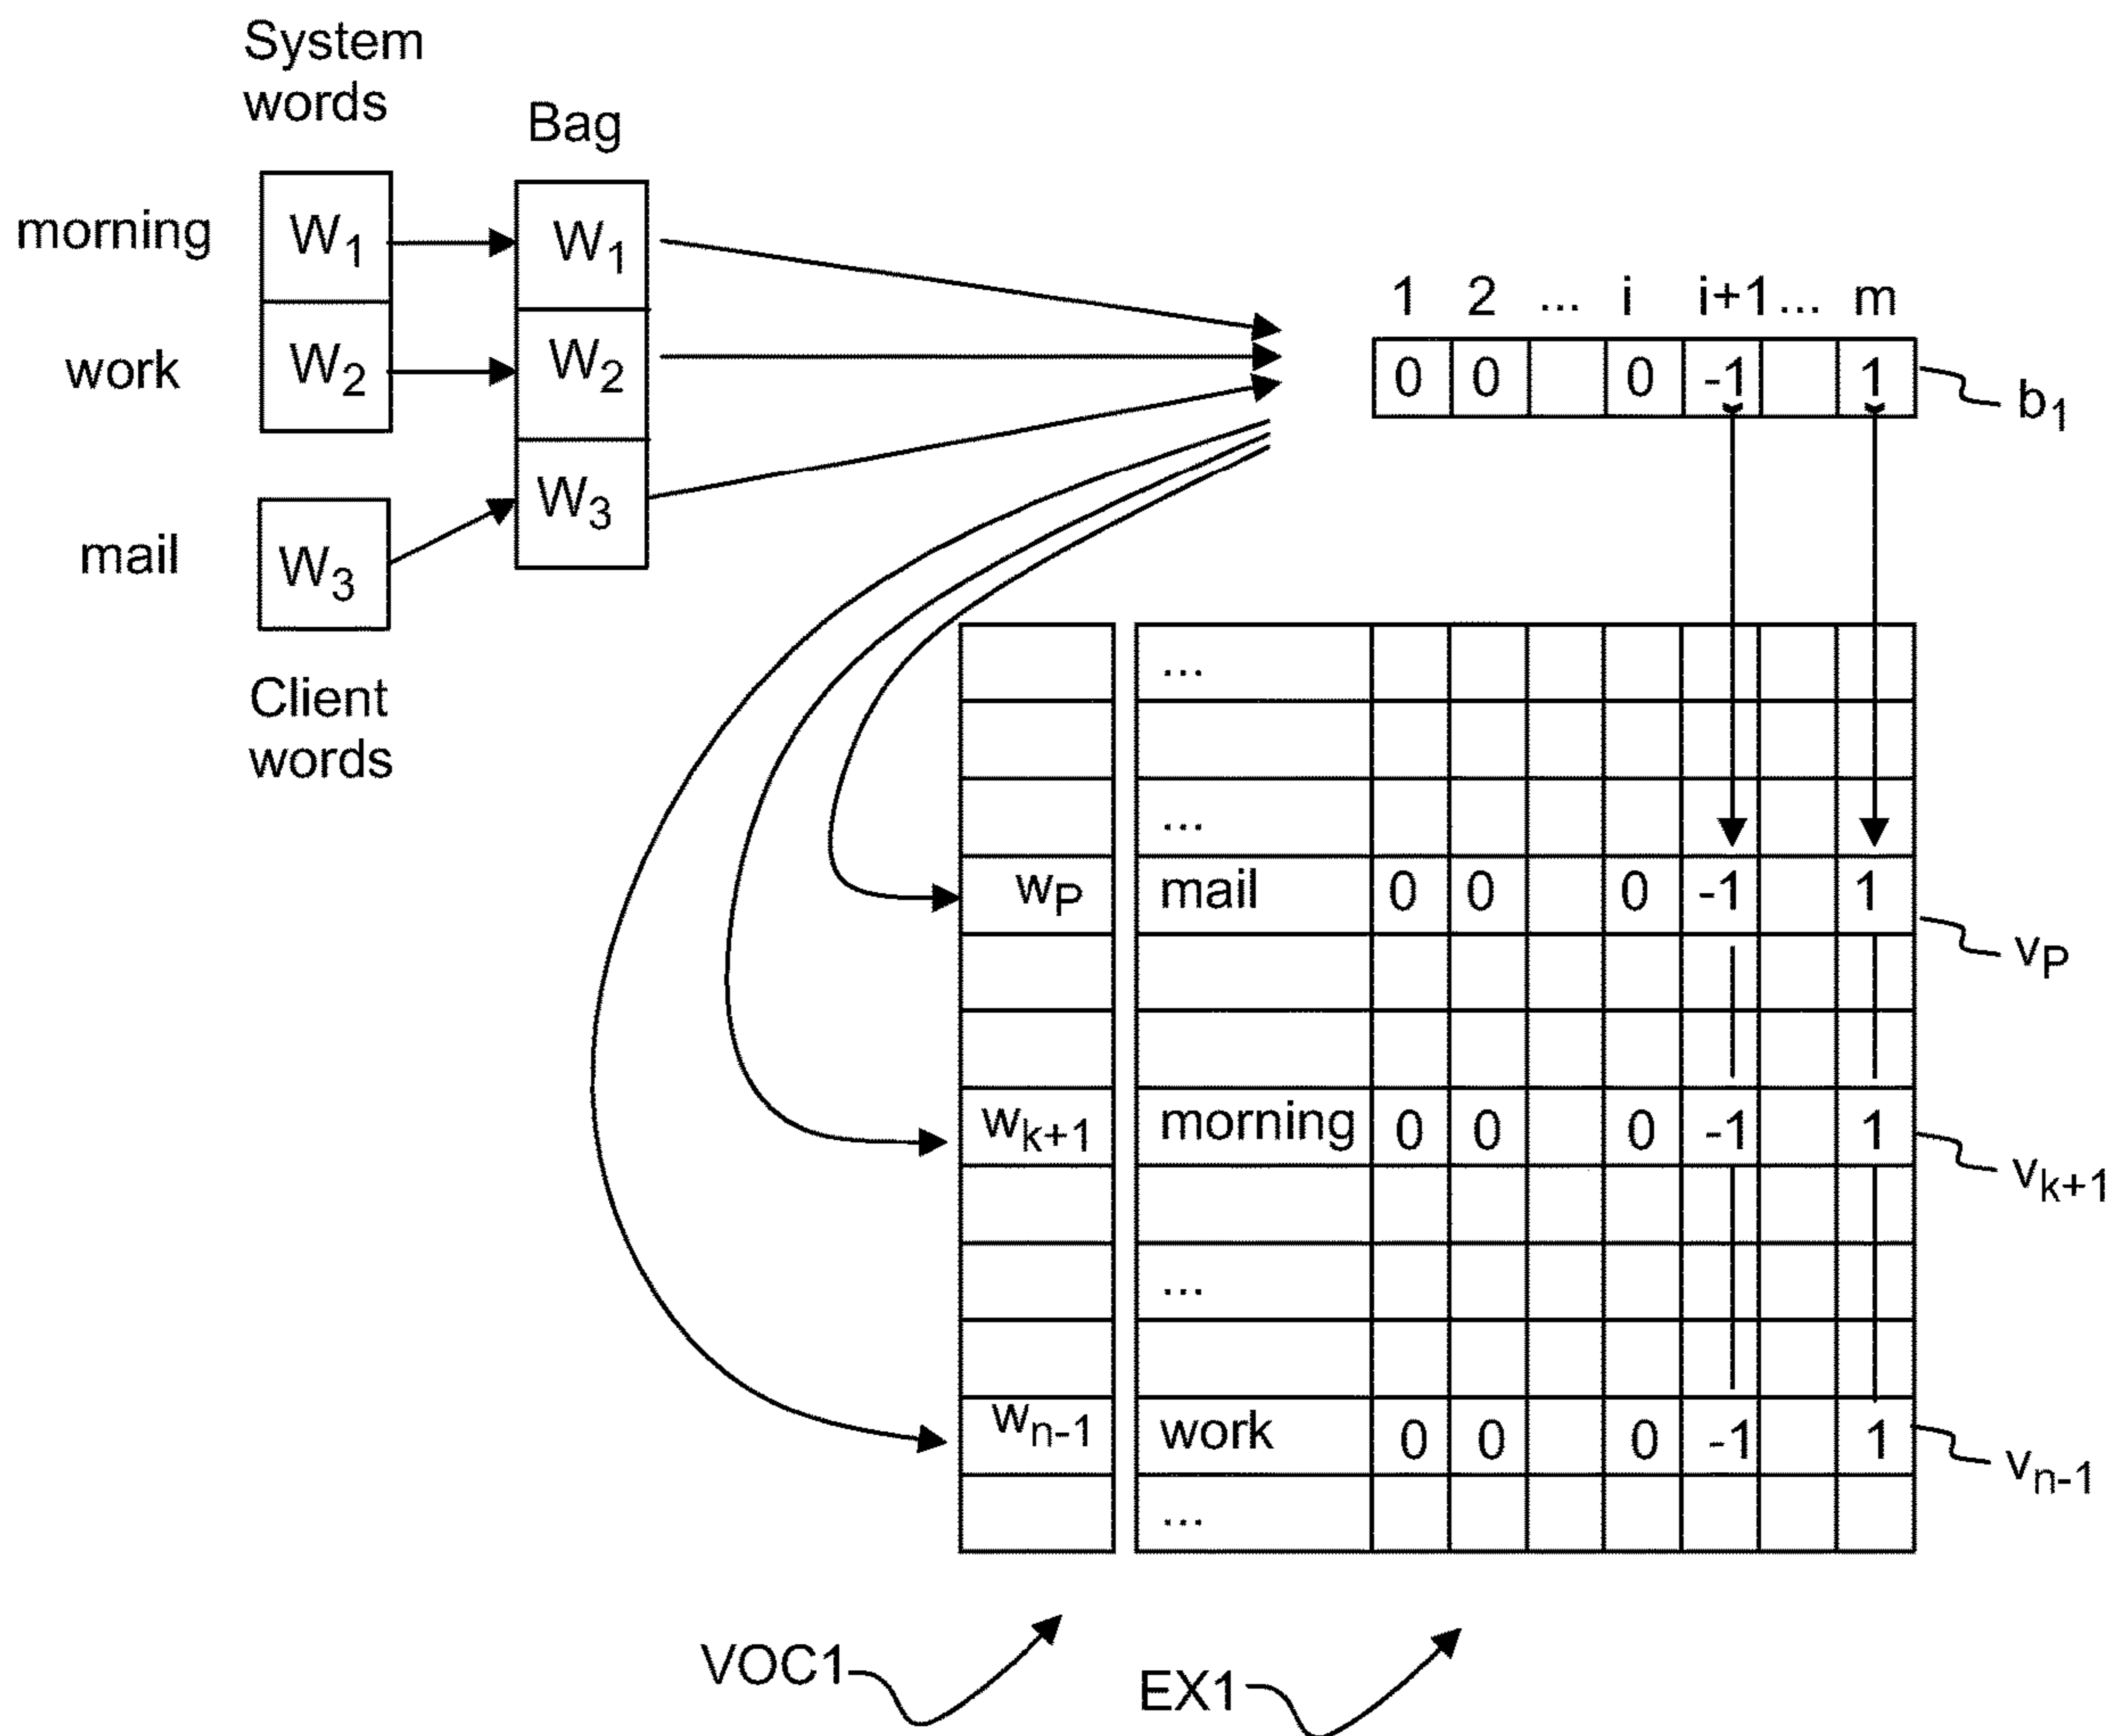 System
words
Bag
morning W₁ W₁
work W₂ W₂
mail W₃ W₃
Client
words
1 2 ... i i+1 ... m
0 0 0 -1 1 b₁
...
...
wP mail 0 0 0 -1 1 vP
wk+1 morning 0 0 0 -1 1 vk+1
...
wn-1 work 0 0 0 -1 1 vn-1
...
VOC1 EX1